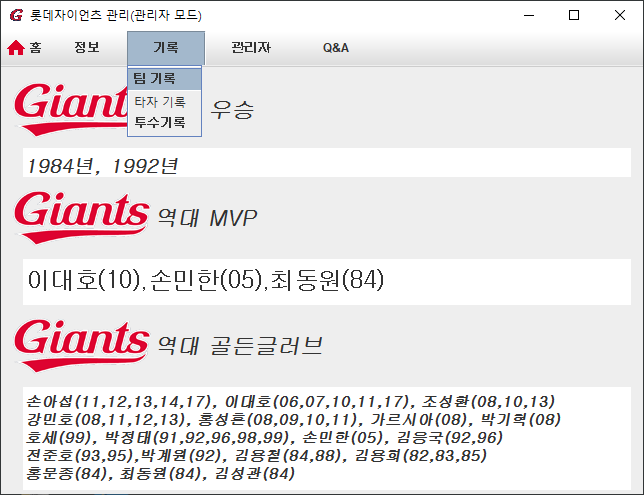 롯데자이언츠 관리(관리자 모드)
홈 정보 기록 관리자 Q&A
팀 기록
타자 기록
투수기록
Giants 우승
1984년, 1992년
Giants 역대 MVP
이대호(10),손민한(05),최동원(84)
Giants 역대 골든글러브
손아섭(11,12,13,14,17), 이대호(06,07,10,11,17), 조성환(08,10,13)
강민호(08,11,12,13), 홍성흔(08,09,10,11), 가르시아(08), 박기혁(08)
호세(99), 박정태(91,92,96,98,99), 손민한(05), 김응국(92,96)
전준호(93,95),박계원(92), 김용철(84,88), 김용희(82,83,85)
홍문종(84), 최동원(84), 김성관(84)